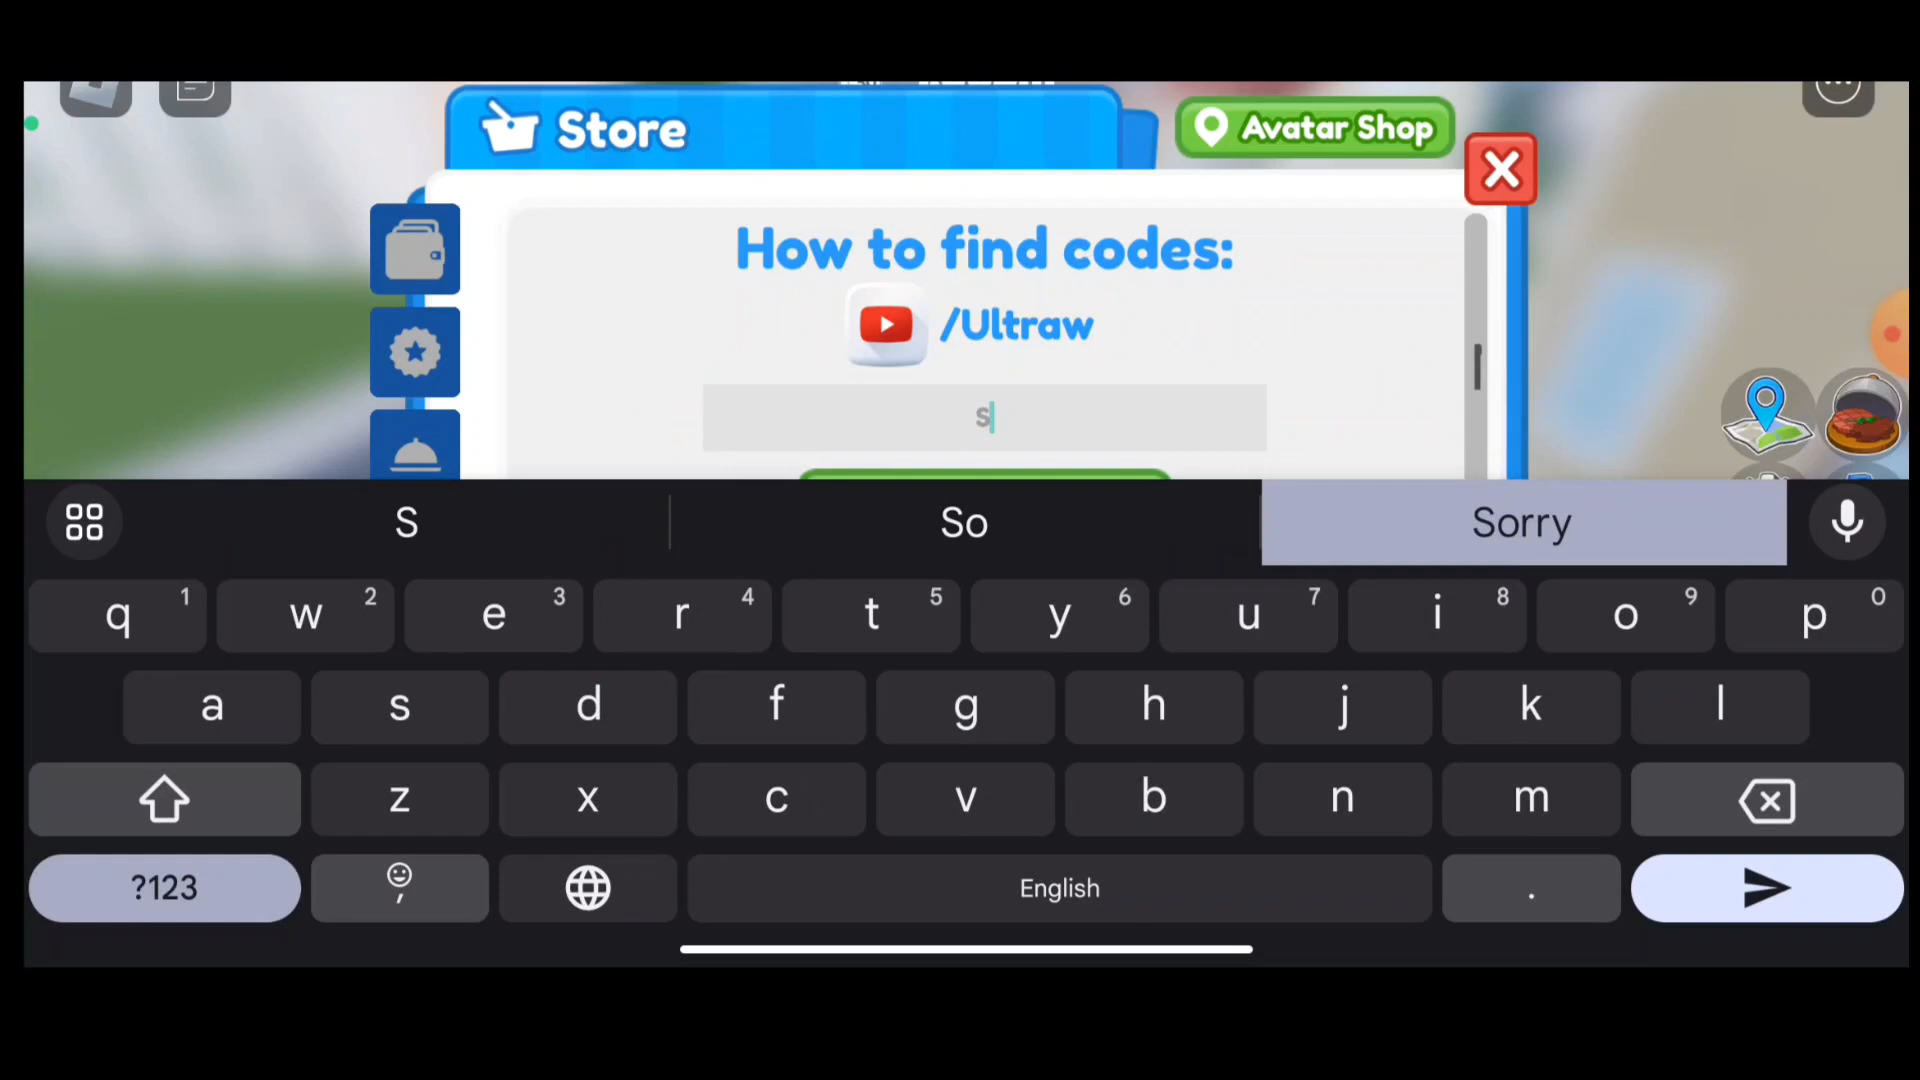 Store
Avatar Shop
How to find codes:
/Ultraw
s
S So Sorry
q 1 w 2 e 3 r 4 t 5 y 6 u 7 i 8 o 9 p 0
a s d f g h j k l
z x c v b n m
?123 , English .